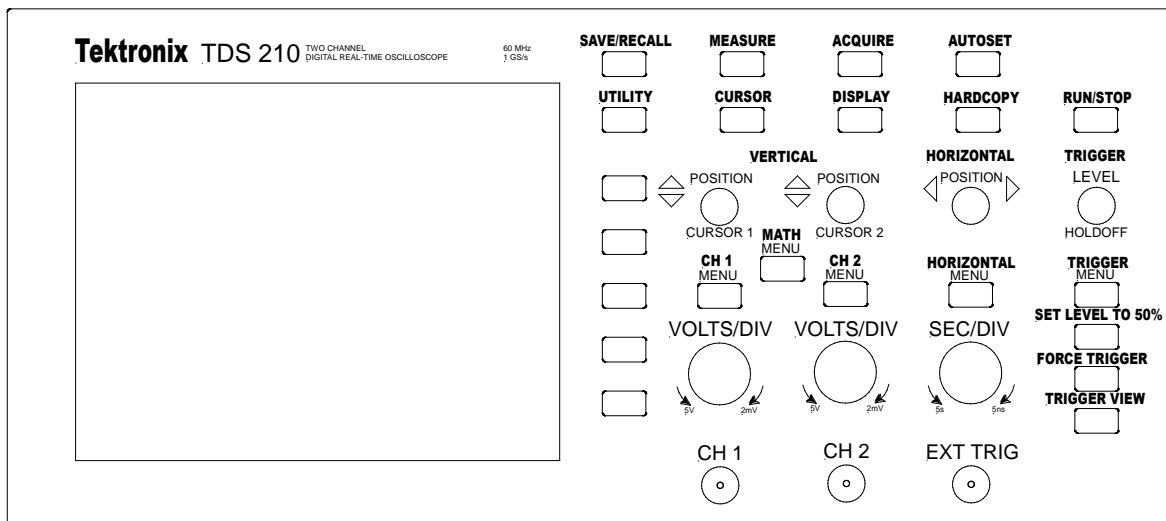 Tektronix TDS 210 TWO CHANNEL 60 MHz
DIGITAL REAL-TIME OSCILLOSCOPE 1 GS/s
SAVE/RECALL MEASURE ACQUIRE AUTOSET
UTILITY CURSOR DISPLAY HARDCOPY RUN/STOP
VERTICAL HORIZONTAL TRIGGER
POSITION POSITION POSITION LEVEL
CURSOR 1 CURSOR 2 HOLDOFF
MATH
MENU
CH 1 CH 2 HORIZONTAL TRIGGER
MENU MENU MENU MENU
SET LEVEL TO 50%
VOLTS/DIV VOLTS/DIV SEC/DIV
FORCE TRIGGER
TRIGGER VIEW
5V 2mV 5V 2mV 5s 5ns
CH 1 CH 2 EXT TRIG